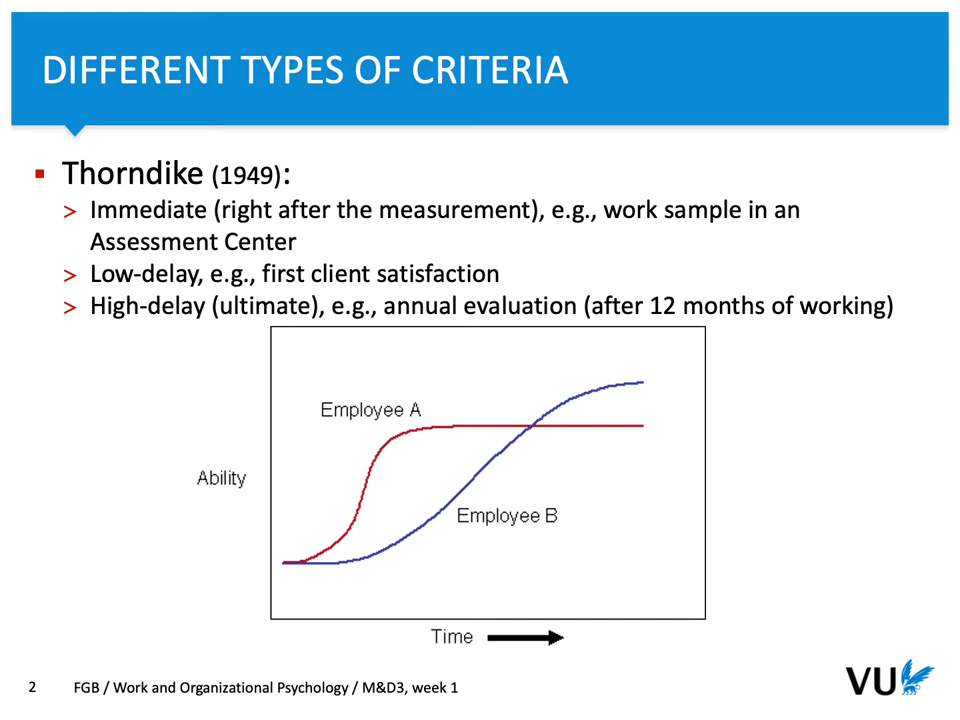 DIFFERENT TYPES OF CRITERIA
▪ Thorndike (1949):
> Immediate (right after the measurement), e.g., work sample in an
Assessment Center
> Low-delay, e.g., first client satisfaction
> High-delay (ultimate), e.g., annual evaluation (after 12 months of working)
Employee A
Ability
Employee B
Time
2 FGB / Work and Organizational Psychology / M&D3, week 1
VU